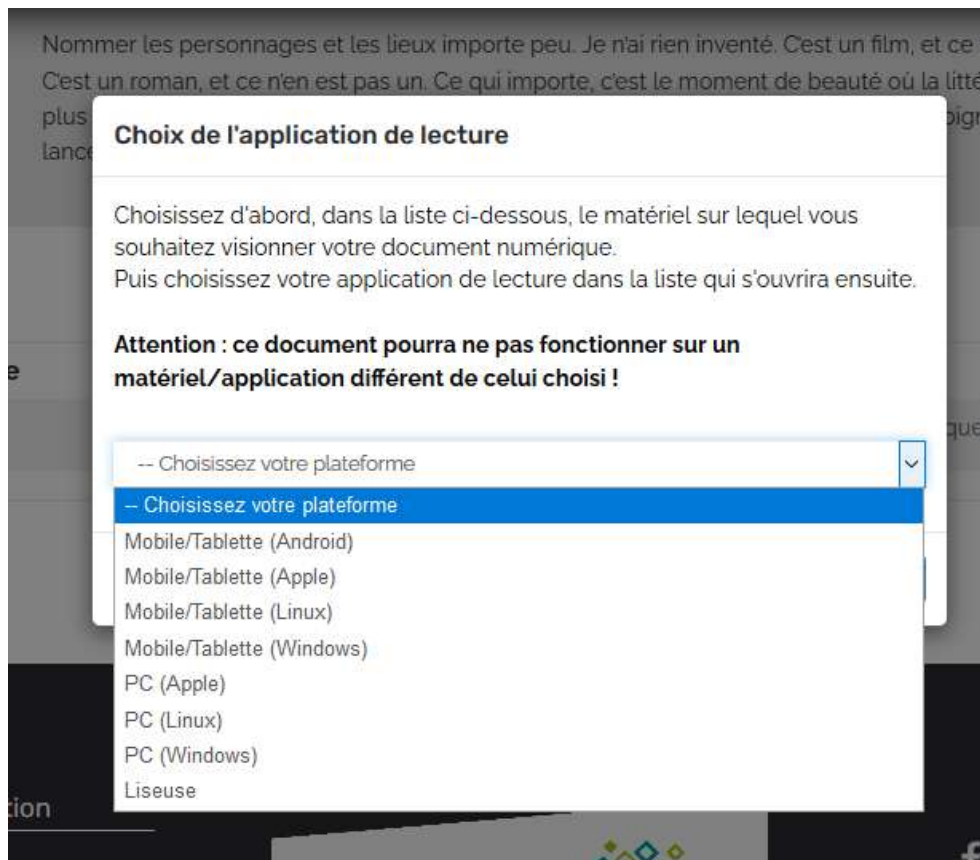 Nommer les personnages et les lieux importe peu. Je n'ai rien inventé. C'est un film, et ce
C'est un roman, et ce n'en est pas un. Ce qui importe, c'est le moment de beauté où la litté
plus
lance
Choix de l'application de lecture
Choisissez d'abord, dans la liste ci-dessous, le matériel sur lequel vous
souhaitez visionner votre document numérique.
Puis choisissez votre application de lecture dans la liste qui s'ouvrira ensuite.
Attention : ce document pourra ne pas fonctionner sur un
matériel/application différent de celui choisi !
e
que
-- Choisissez votre plateforme
-- Choisissez votre plateforme
Mobile/Tablette (Android)
Mobile/Tablette (Apple)
Mobile/Tablette (Linux)
Mobile/Tablette (Windows)
PC (Apple)
PC (Linux)
PC (Windows)
Liseuse
tion